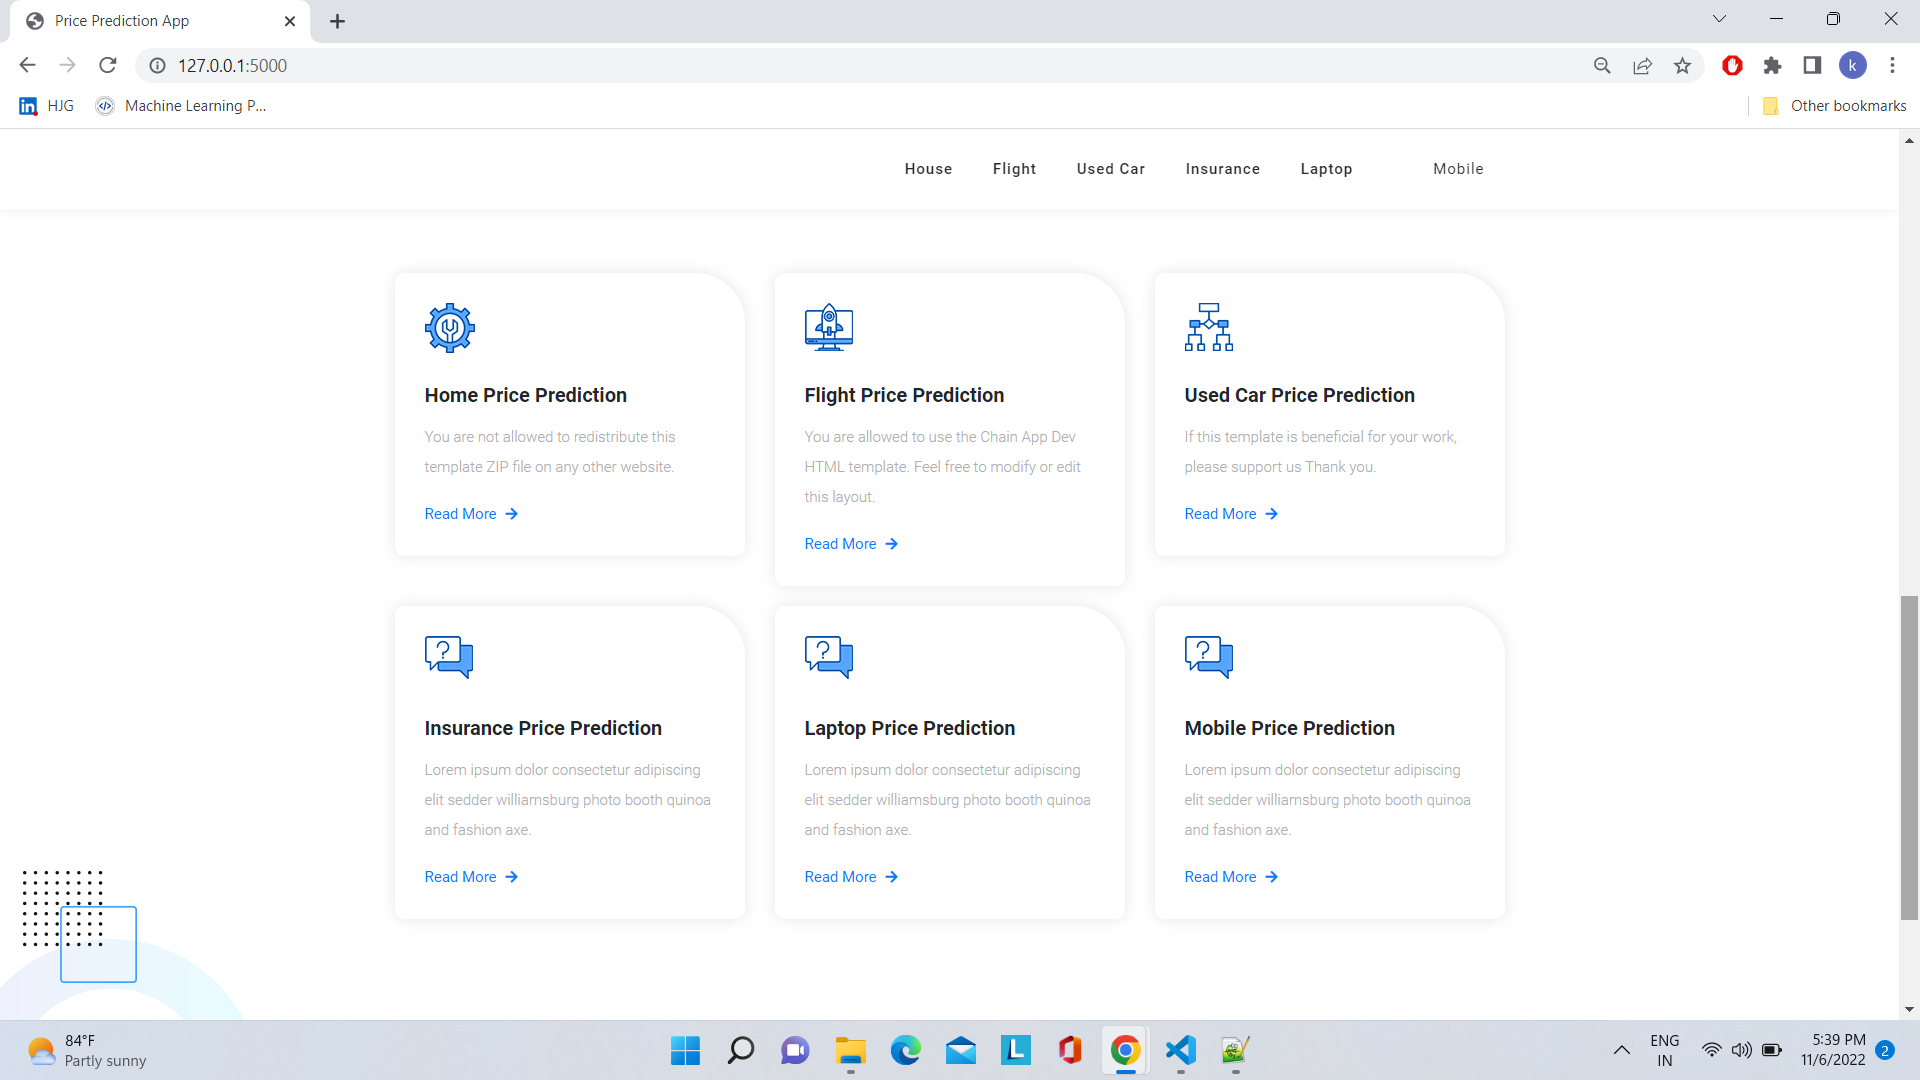 Price Prediction App
127.0.0.1:5000
k
HJG
Machine Learning P...
Other bookmarks
House Flight Used Car Insurance Laptop Mobile
Home Price Prediction
You are not allowed to redistribute this
template ZIP file on any other website.
Read More
Flight Price Prediction
You are allowed to use the Chain App Dev
HTML template. Feel free to modify or edit
this layout.
Read More
Used Car Price Prediction
If this template is beneficial for your work,
please support us Thank you.
Read More
Insurance Price Prediction
Lorem ipsum dolor consectetur adipiscing
elit sedder williamsburg photo booth quinoa
and fashion axe.
Read More
Laptop Price Prediction
Lorem ipsum dolor consectetur adipiscing
elit sedder williamsburg photo booth quinoa
and fashion axe.
Read More
Mobile Price Prediction
Lorem ipsum dolor consectetur adipiscing
elit sedder williamsburg photo booth quinoa
and fashion axe.
Read More
84°F
Partly sunny
ENG
IN
5:39 PM
11/6/2022
2